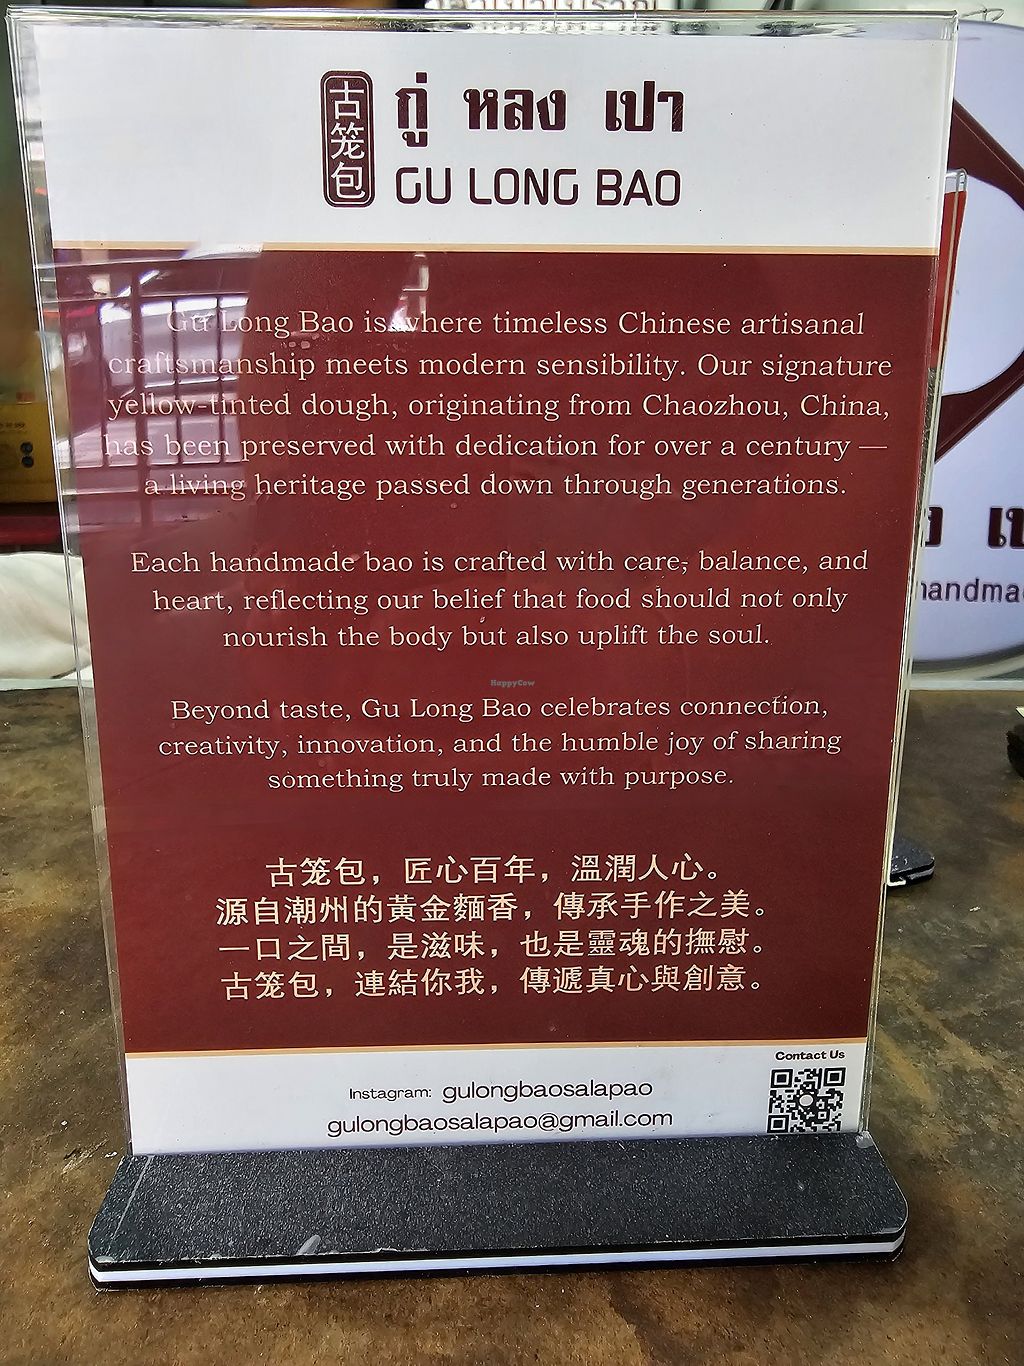 古笼包
กู่ หลง เปา
GU LONG BAO
Gu Long Bao is where timeless Chinese artisanal
craftsmanship meets modern sensibility. Our signature
yellow-tinted dough, originating from Chaozhou, China,
has been preserved with dedication for over a century —
a living heritage passed down through generations.
Each handmade bao is crafted with care, balance, and
heart, reflecting our belief that food should not only
nourish the body but also uplift the soul.
HappyCow
Beyond taste, Gu Long Bao celebrates connection,
creativity, innovation, and the humble joy of sharing
something truly made with purpose.
古笼包，匠心百年，溫潤人心。
源自潮州的黃金麵香，傳承手作之美。
一口之間，是滋味，也是靈魂的撫慰。
古笼包，連結你我，傳遞真心與創意。
Contact Us
Instagram: gulongbaosalapao
gulongbaosalapao@gmail.com